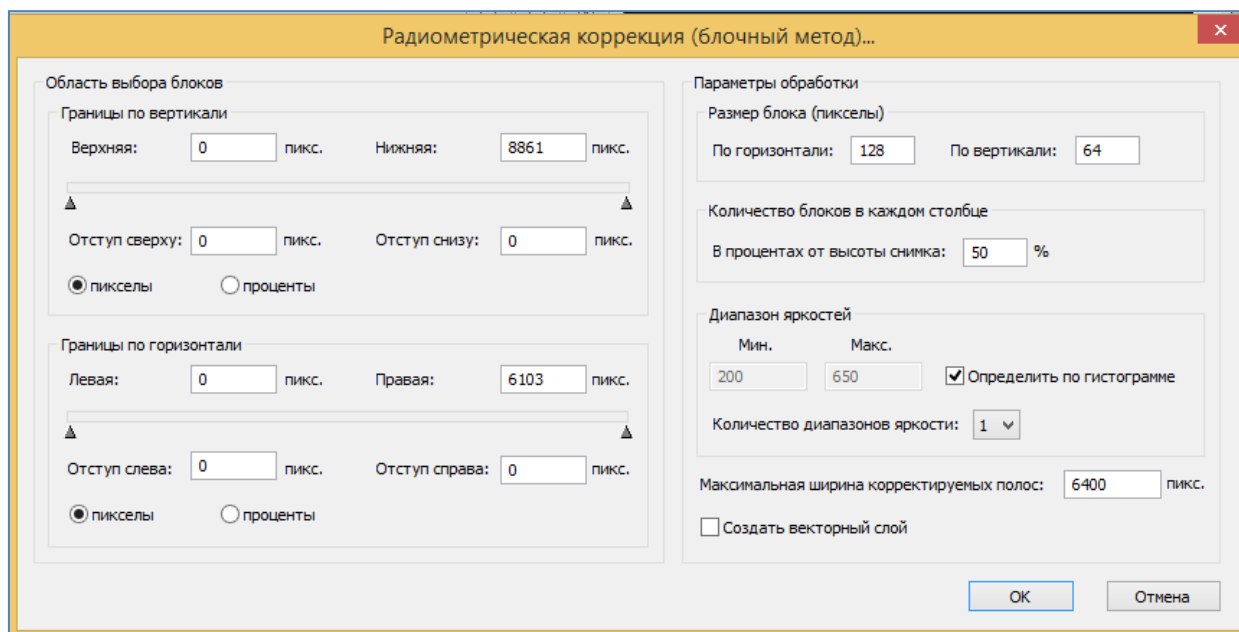 Радиометрическая коррекция (блочный метод)...
Область выбора блоков
Границы по вертикали
Верхняя: 0 пикс. Нижняя: 8861 пикс.
Отступ сверху: 0 пикс. Отступ снизу: 0 пикс.
пикселы проценты
Границы по горизонтали
Левая: 0 пикс. Правая: 6103 пикс.
Отступ слева: 0 пикс. Отступ справа: 0 пикс.
пикселы проценты
Параметры обработки
Размер блока (пикселы)
По горизонтали: 128 По вертикали: 64
Количество блоков в каждом столбце
В процентах от высоты снимка: 50 %
Диапазон яркостей
Мин. Макс.
200 650 Определить по гистограмме
Количество диапазонов яркости: 1
Максимальная ширина корректируемых полос: 6400 пикс.
Создать векторный слой
OK Отмена